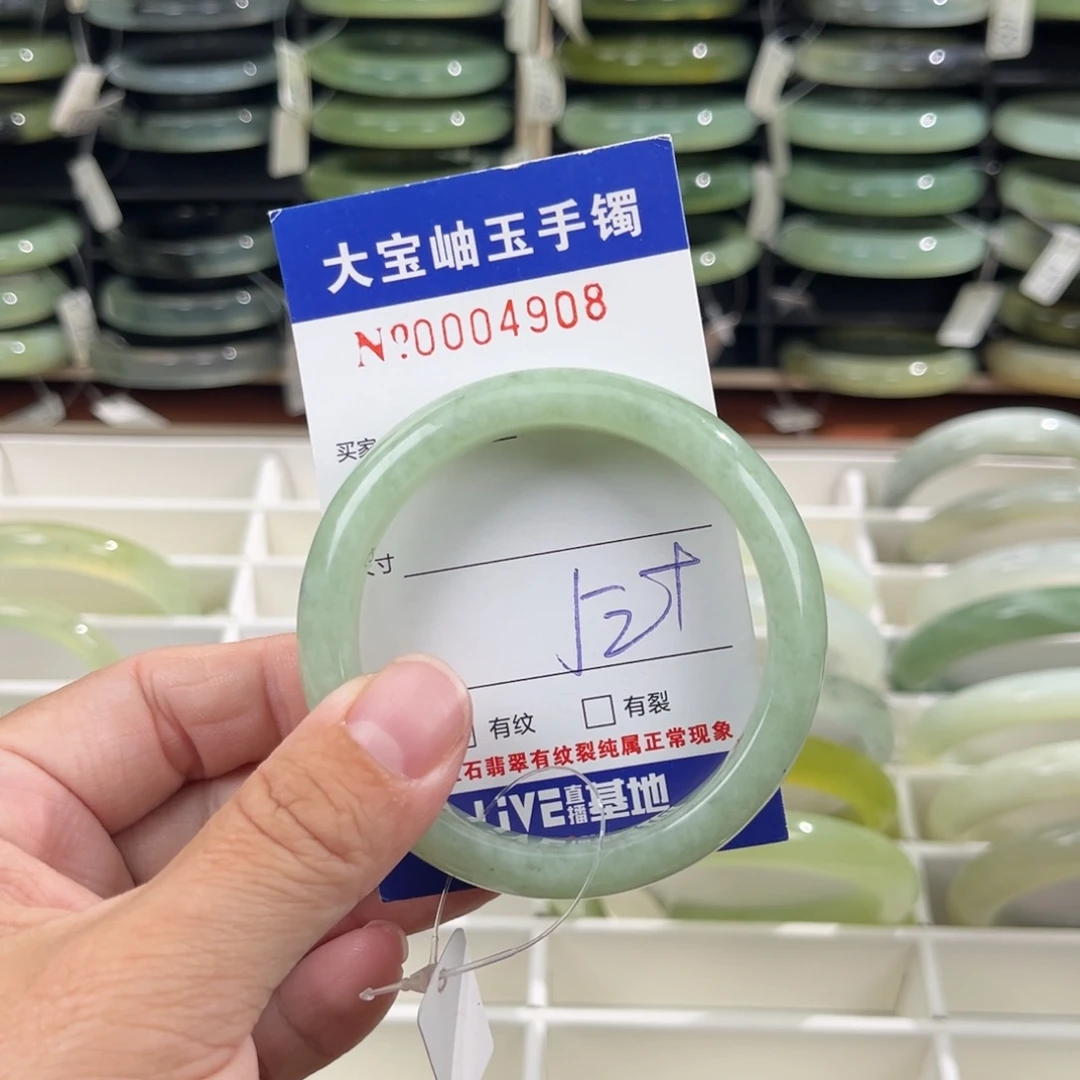 大宝岫玉手镯
No0004908
买家
寸
有纹 有裂
石翡翠有纹裂纯属正常现象
LiVE直播基地